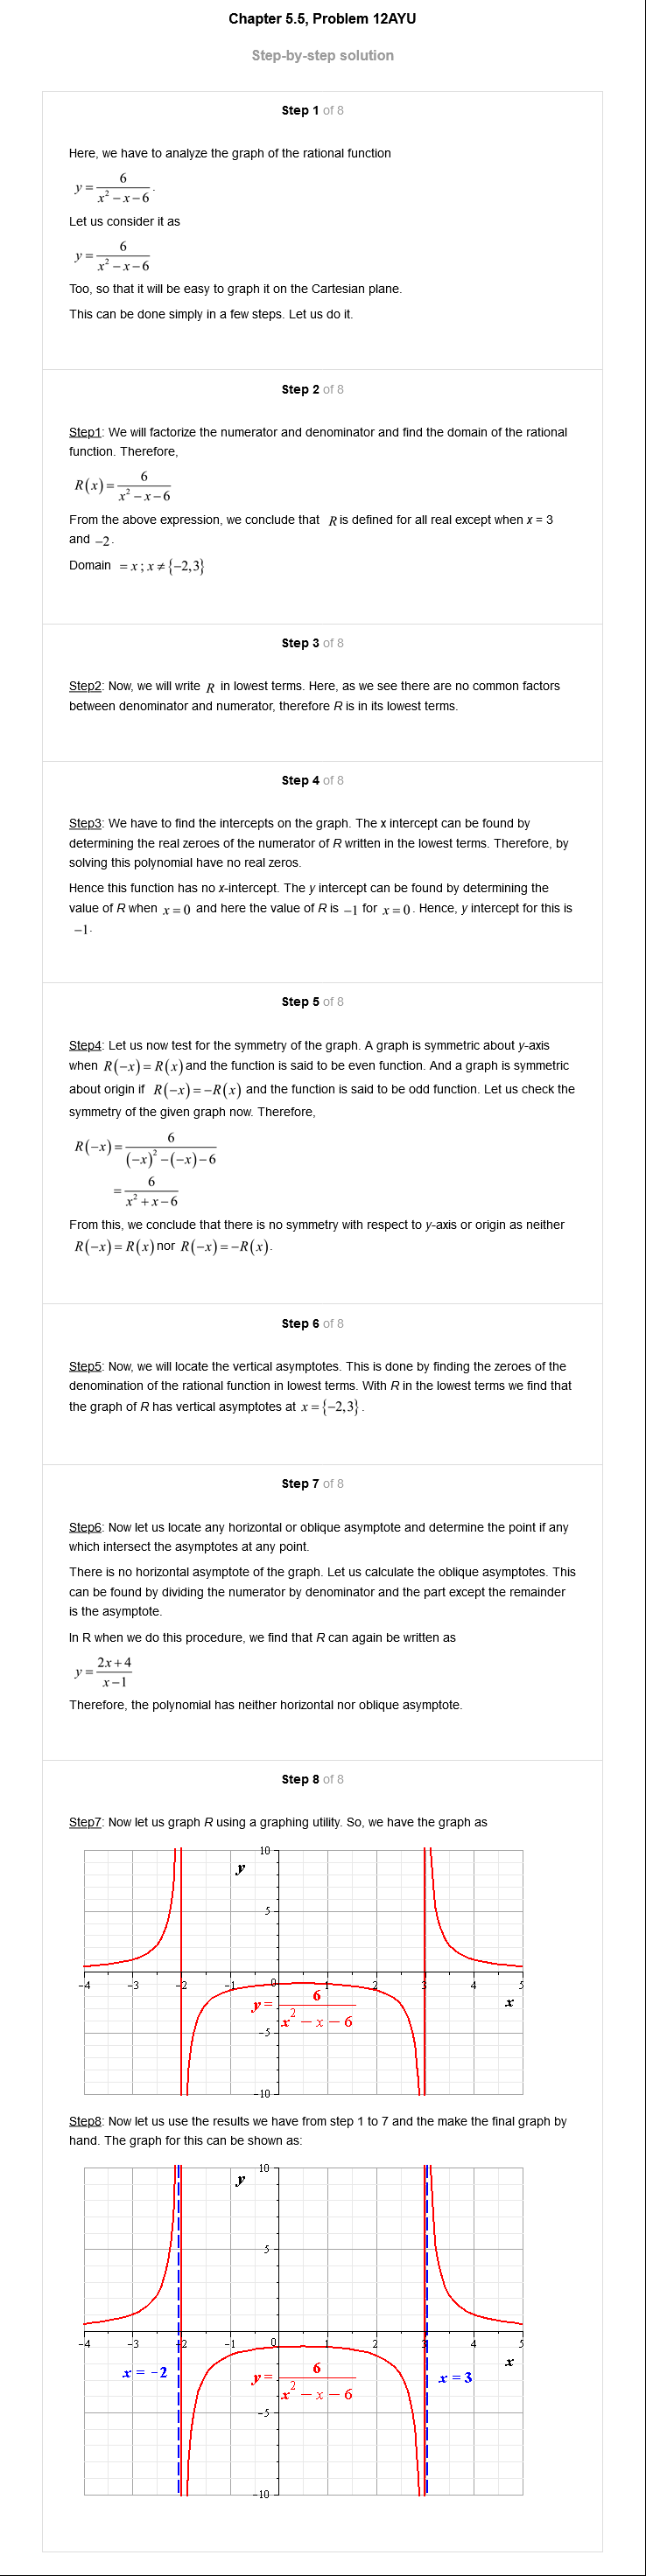 Chapter 5.5, Problem 12AYU
Step-by-step solution
Step 1 of 8
Here, we have to analyze the graph of the rational function
y = 6/(x² − x − 6).
Let us consider it as
y = 6/(x² − x − 6)
Too, so that it will be easy to graph it on the Cartesian plane.
This can be done simply in a few steps. Let us do it.
Step 2 of 8
Step1: We will factorize the numerator and denominator and find the domain of the rational
function. Therefore,
R(x) = 6/(x² − x − 6)
From the above expression, we conclude that R is defined for all real except when x = 3
and −2.
Domain = x ; x ≠ {−2,3}
Step 3 of 8
Step2: Now, we will write R in lowest terms. Here, as we see there are no common factors
between denominator and numerator, therefore R is in its lowest terms.
Step 4 of 8
Step3: We have to find the intercepts on the graph. The x intercept can be found by
determining the real zeroes of the numerator of R written in the lowest terms. Therefore, by
solving this polynomial have no real zeros.
Hence this function has no x-intercept. The y intercept can be found by determining the
value of R when x = 0 and here the value of R is −1 for x = 0. Hence, y intercept for this is
−1.
Step 5 of 8
Step4: Let us now test for the symmetry of the graph. A graph is symmetric about y-axis
when R(−x) = R(x) and the function is said to be even function. And a graph is symmetric
about origin if R(−x) = −R(x) and the function is said to be odd function. Let us check the
symmetry of the given graph now. Therefore,
R(−x) = 6/((−x)² − (−x) − 6)
= 6/(x² + x − 6)
From this, we conclude that there is no symmetry with respect to y-axis or origin as neither
R(−x) = R(x) nor R(−x) = −R(x).
Step 6 of 8
Step5: Now, we will locate the vertical asymptotes. This is done by finding the zeroes of the
denomination of the rational function in lowest terms. With R in the lowest terms we find that
the graph of R has vertical asymptotes at x = {−2,3}.
Step 7 of 8
Step6: Now let us locate any horizontal or oblique asymptote and determine the point if any
which intersect the asymptotes at any point.
There is no horizontal asymptote of the graph. Let us calculate the oblique asymptotes. This
can be found by dividing the numerator by denominator and the part except the remainder
is the asymptote.
In R when we do this procedure, we find that R can again be written as
y = (2x + 4)/(x − 1)
Therefore, the polynomial has neither horizontal nor oblique asymptote.
Step 8 of 8
Step7: Now let us graph R using a graphing utility. So, we have the graph as
10
y
5
-4 -3 -2 -1 0 1 2 3 4 5
x
y = 6/(x² − x − 6)
-5
-10
Step8: Now let us use the results we have from step 1 to 7 and the make the final graph by
hand. The graph for this can be shown as:
10
y
5
-4 -3 -2 -1 0 1 2 3 4 5
x
x = −2
y = 6/(x² − x − 6)
x = 3
-5
-10